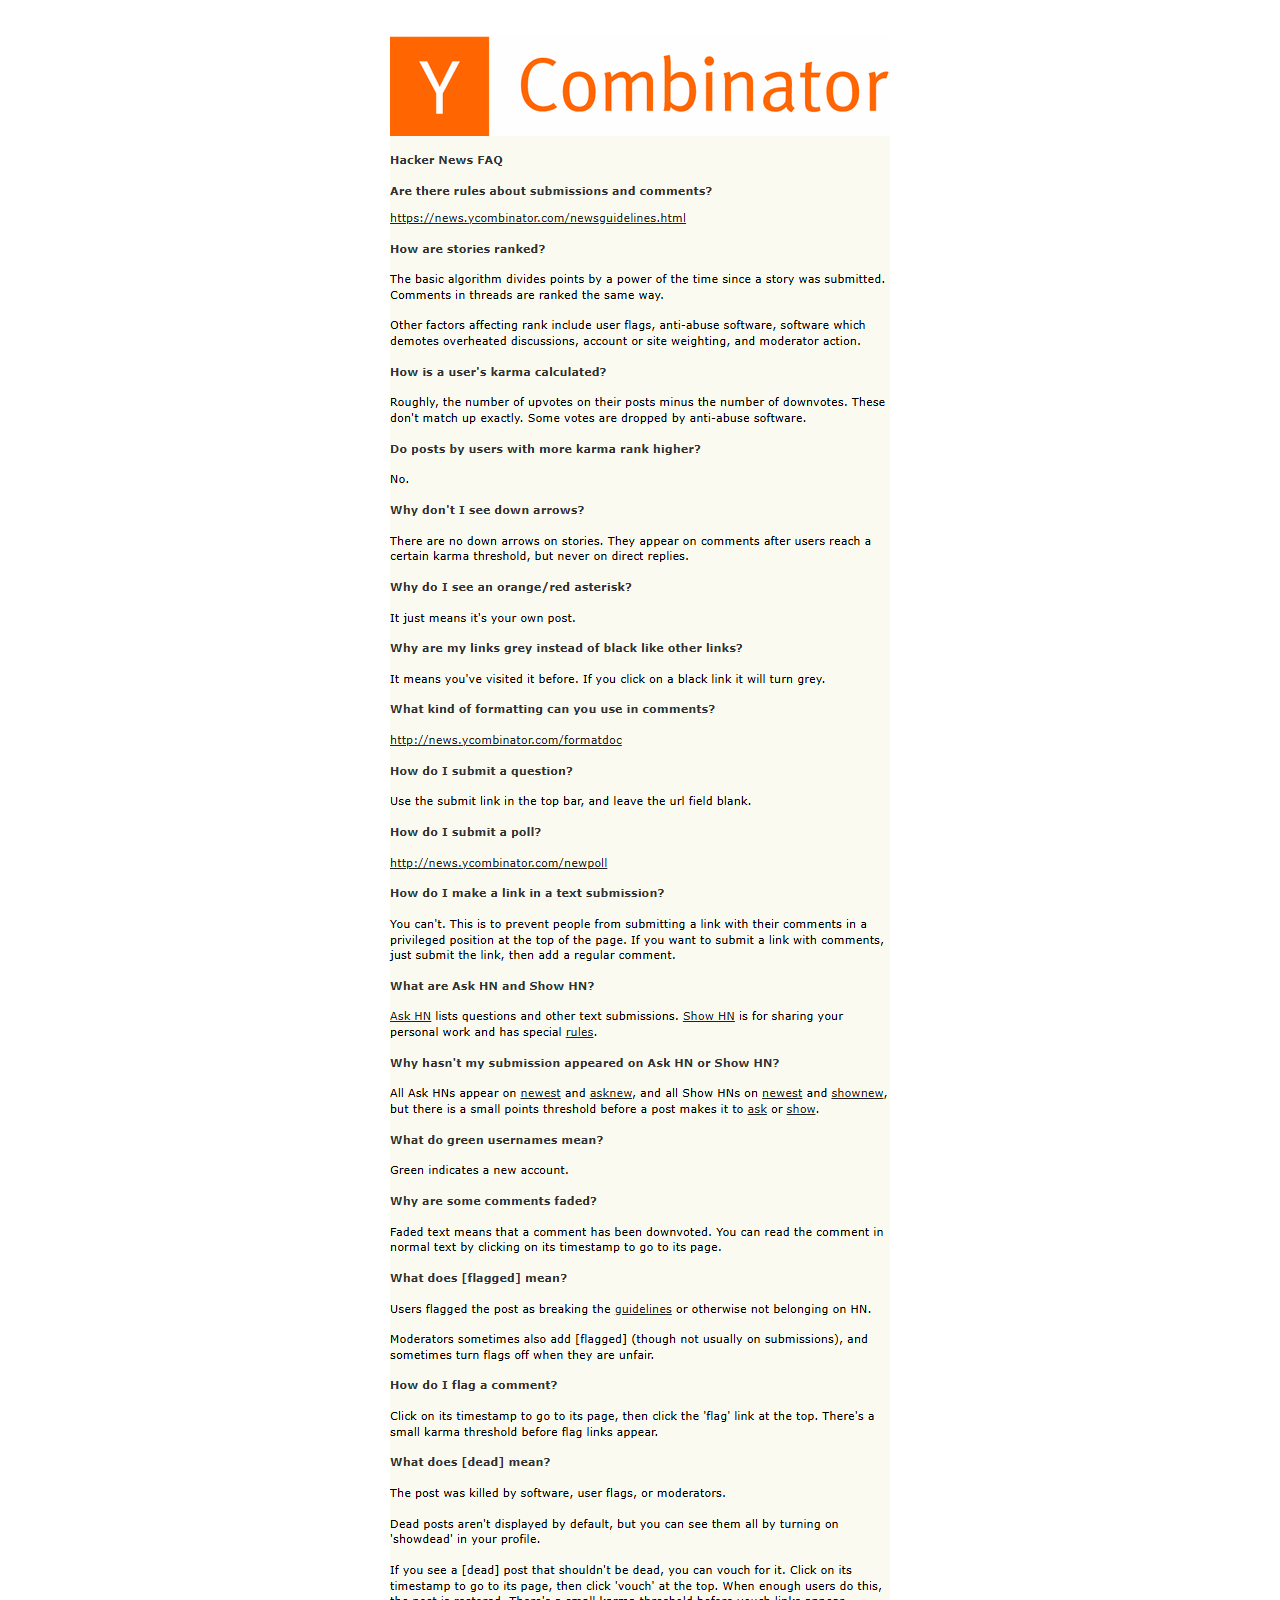 Y Combinator
Hacker News FAQ
Are there rules about submissions and comments?
https://news.ycombinator.com/newsguidelines.html
How are stories ranked?
The basic algorithm divides points by a power of the time since a story was submitted.
Comments in threads are ranked the same way.
Other factors affecting rank include user flags, anti-abuse software, software which
demotes overheated discussions, account or site weighting, and moderator action.
How is a user's karma calculated?
Roughly, the number of upvotes on their posts minus the number of downvotes. These
don't match up exactly. Some votes are dropped by anti-abuse software.
Do posts by users with more karma rank higher?
No.
Why don't I see down arrows?
There are no down arrows on stories. They appear on comments after users reach a
certain karma threshold, but never on direct replies.
Why do I see an orange/red asterisk?
It just means it's your own post.
Why are my links grey instead of black like other links?
It means you've visited it before. If you click on a black link it will turn grey.
What kind of formatting can you use in comments?
http://news.ycombinator.com/formatdoc
How do I submit a question?
Use the submit link in the top bar, and leave the url field blank.
How do I submit a poll?
http://news.ycombinator.com/newpoll
How do I make a link in a text submission?
You can't. This is to prevent people from submitting a link with their comments in a
privileged position at the top of the page. If you want to submit a link with comments,
just submit the link, then add a regular comment.
What are Ask HN and Show HN?
Ask HN lists questions and other text submissions. Show HN is for sharing your
personal work and has special rules.
Why hasn't my submission appeared on Ask HN or Show HN?
All Ask HNs appear on newest and asknew, and all Show HNs on newest and shownew,
but there is a small points threshold before a post makes it to ask or show.
What do green usernames mean?
Green indicates a new account.
Why are some comments faded?
Faded text means that a comment has been downvoted. You can read the comment in
normal text by clicking on its timestamp to go to its page.
What does [flagged] mean?
Users flagged the post as breaking the guidelines or otherwise not belonging on HN.
Moderators sometimes also add [flagged] (though not usually on submissions), and
sometimes turn flags off when they are unfair.
How do I flag a comment?
Click on its timestamp to go to its page, then click the 'flag' link at the top. There's a
small karma threshold before flag links appear.
What does [dead] mean?
The post was killed by software, user flags, or moderators.
Dead posts aren't displayed by default, but you can see them all by turning on
'showdead' in your profile.
If you see a [dead] post that shouldn't be dead, you can vouch for it. Click on its
timestamp to go to its page, then click 'vouch' at the top. When enough users do this,
the post is restored. There's a small karma threshold before vouch links appear.